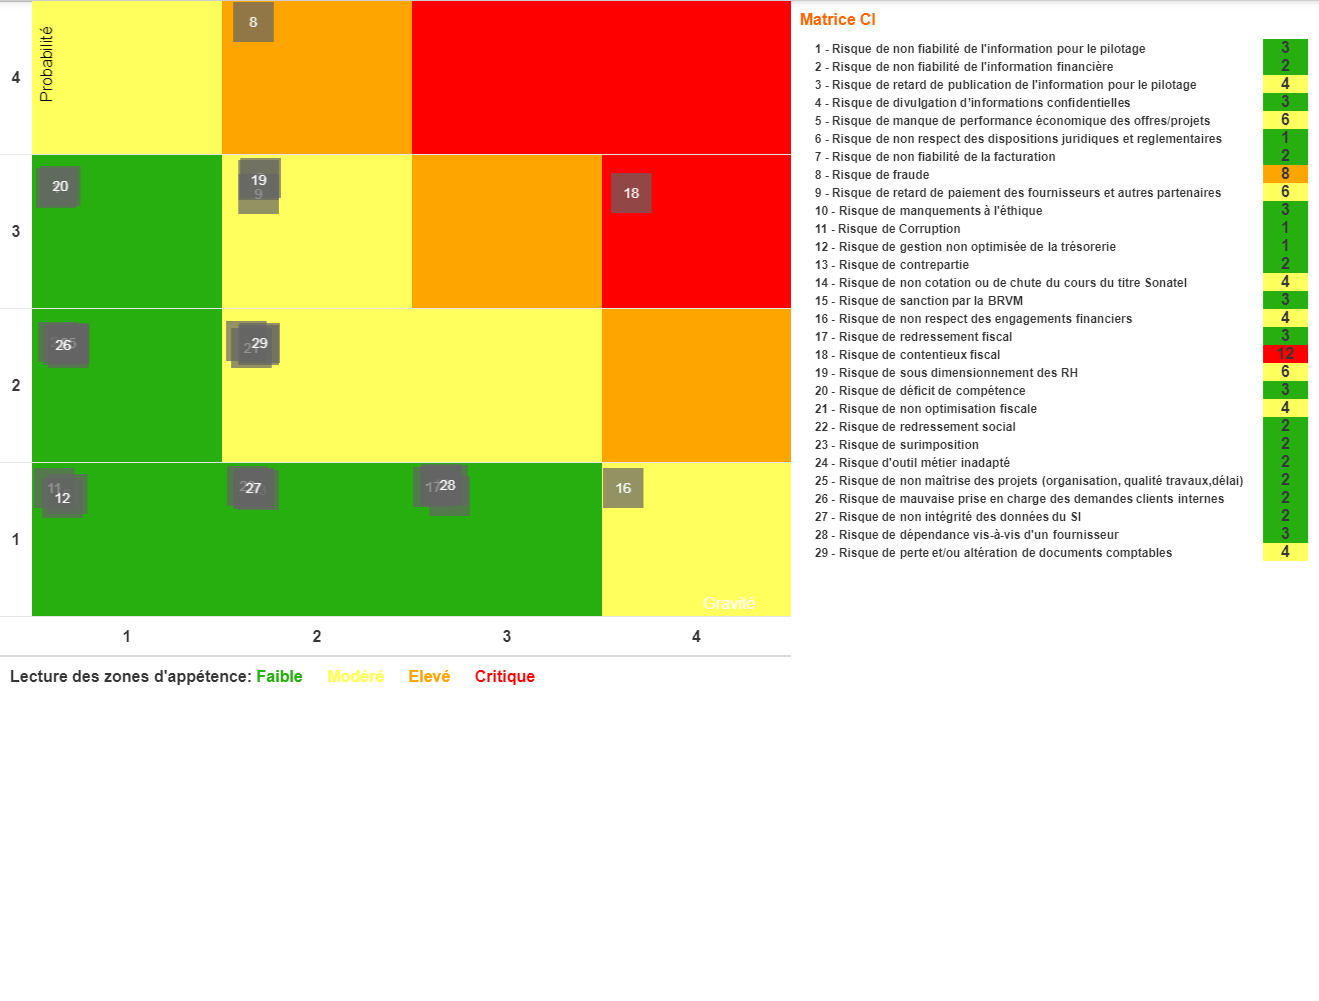 Probabilité
4
8
3
20
19
9
18
2
26
29
1
11
12
27
17
28
16
Gravité
1
2
3
4
Lecture des zones d'appétence: Faible Modéré Elevé Critique
Matrice CI
1 - Risque de non fiabilité de l'information pour le pilotage 3
2 - Risque de non fiabilité de l'information financière 2
3 - Risque de retard de publication de l'information pour le pilotage 4
4 - Risque de divulgation d'informations confidentielles 3
5 - Risque de manque de performance économique des offres/projets 6
6 - Risque de non respect des dispositions juridiques et reglementaires 1
7 - Risque de non fiabilité de la facturation 2
8 - Risque de fraude 8
9 - Risque de retard de paiement des fournisseurs et autres partenaires 6
10 - Risque de manquements à l'éthique 3
11 - Risque de Corruption 1
12 - Risque de gestion non optimisée de la trésorerie 1
13 - Risque de contrepartie 2
14 - Risque de non cotation ou de chute du cours du titre Sonatel 4
15 - Risque de sanction par la BRVM 3
16 - Risque de non respect des engagements financiers 4
17 - Risque de redressement fiscal 3
18 - Risque de contentieux fiscal 12
19 - Risque de sous dimensionnement des RH 6
20 - Risque de déficit de compétence 3
21 - Risque de non optimisation fiscale 4
22 - Risque de redressement social 2
23 - Risque de surimposition 2
24 - Risque d'outil métier inadapté 2
25 - Risque de non maîtrise des projets (organisation, qualité travaux,délai) 2
26 - Risque de mauvaise prise en charge des demandes clients internes 2
27 - Risque de non intégrité des données du SI 2
28 - Risque de dépendance vis-à-vis d'un fournisseur 3
29 - Risque de perte et/ou altération de documents comptables 4